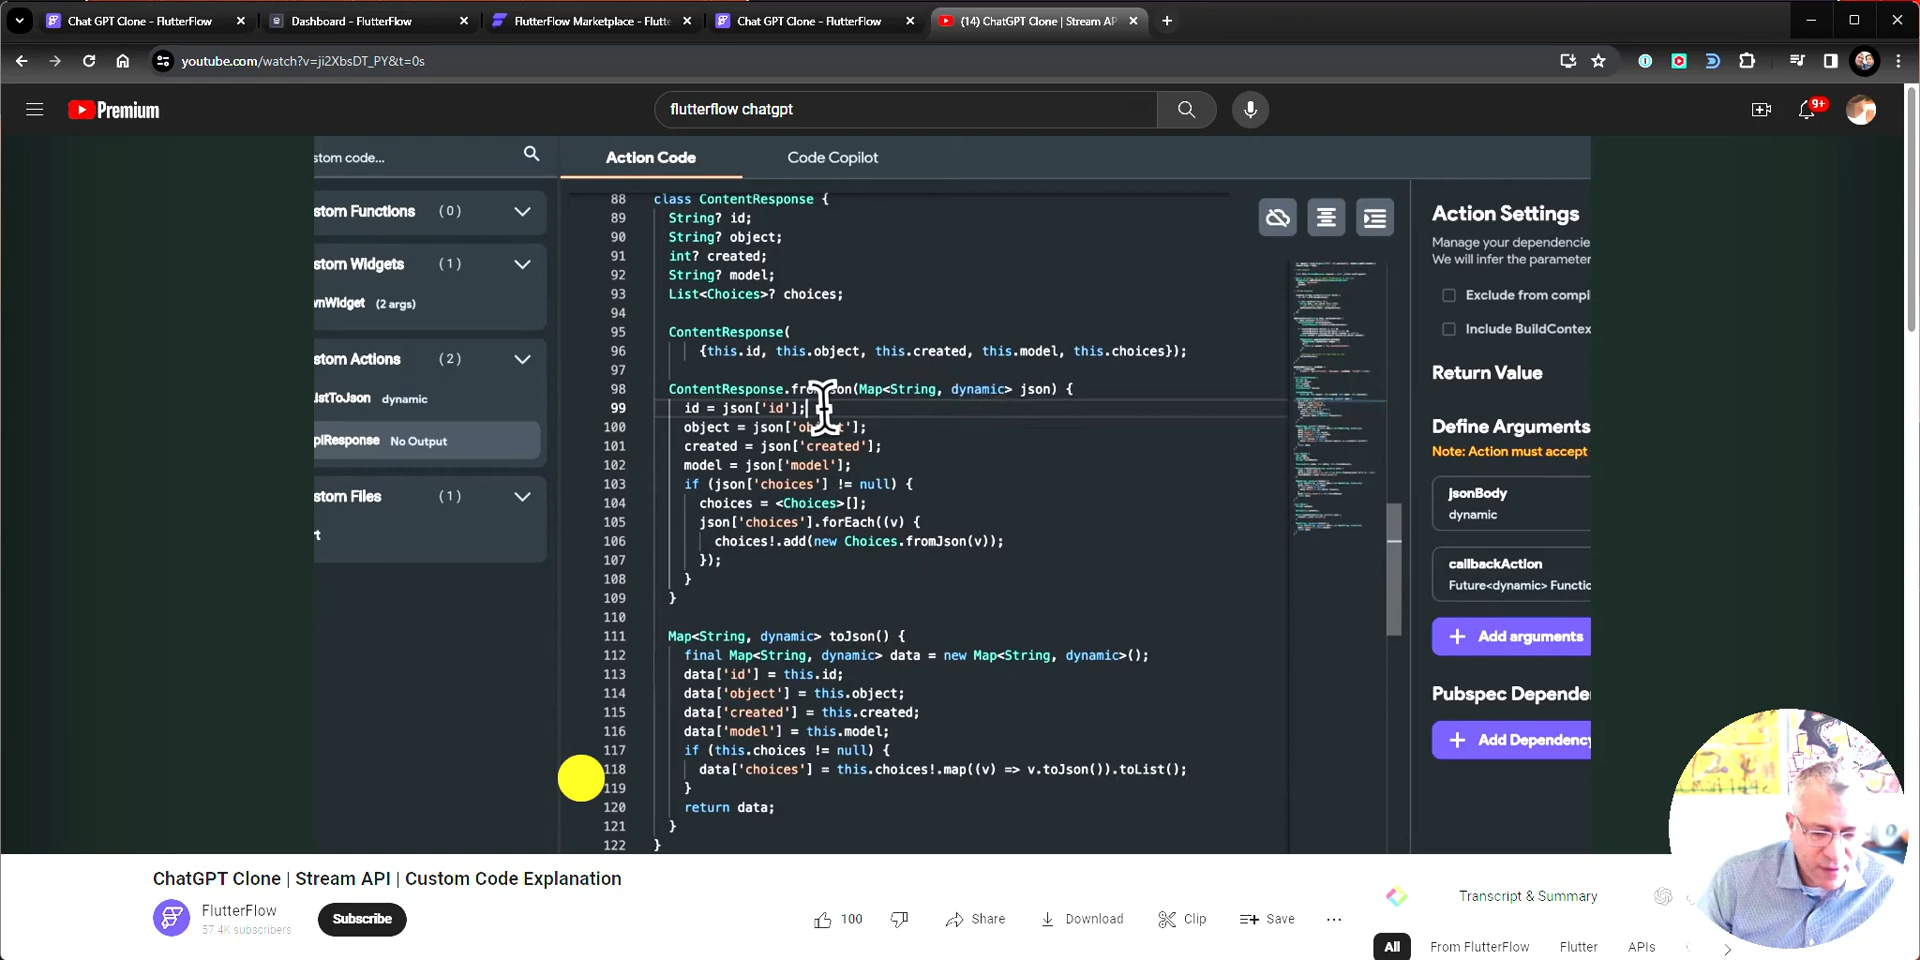 Chat GPT Clone - FlutterFlow
Dashboard - FlutterFlow
FlutterFlow Marketplace - Flutte
Chat GPT Clone - FlutterFlow
(14) ChatGPT Clone | Stream AP
youtube.com/watch?v=ji2XbsDT_PY&t=0s
Premium
flutterflow chatgpt
9+
stom code...
Action Code
Code Copilot
stom Functions (0)
stom Widgets (1)
wnWidget (2 args)
stom Actions (2)
istToJson dynamic
piResponse No Output
stom Files (1)
rt
88 class ContentResponse {
89 String? id;
90 String? object;
91 int? created;
92 String? model;
93 List<Choices>? choices;
94
95 ContentResponse(
96 {this.id, this.object, this.created, this.model, this.choices});
97
98 ContentResponse. (Map<String, dynamic> json) {
99 id = json['id'];
100 object = json[' '];
101 created = json['created'];
102 model = json['model'];
103 if (json['choices'] != null) {
104 choices = <Choices>[];
105 json['choices'].forEach((v) {
106 choices!.add(new Choices.fromJson(v));
107 });
108 }
109 }
110
111 Map<String, dynamic> toJson() {
112 final Map<String, dynamic> data = new Map<String, dynamic>();
113 data['id'] = this.id;
114 data['object'] = this.object;
115 data['created'] = this.created;
116 data['model'] = this.model;
117 if (this.choices != null) {
118 data['choices'] = this.choices!.map((v) => v.toJson()).toList();
119 }
120 return data;
121 }
122 }
Action Settings
Manage your dependencie
We will infer the parameter
Exclude from compil
Include BuildContex
Return Value
Define Arguments
Note: Action must accept
jsonBody
dynamic
callbackAction
Future<dynamic> Functio
+ Add arguments
Pubspec Depende
+ Add Dependency
ChatGPT Clone | Stream API | Custom Code Explanation
FlutterFlow
57.4K subscribers
Subscribe
100
Share
Download
Clip
Save
Transcript & Summary
All
From FlutterFlow
Flutter
APIs